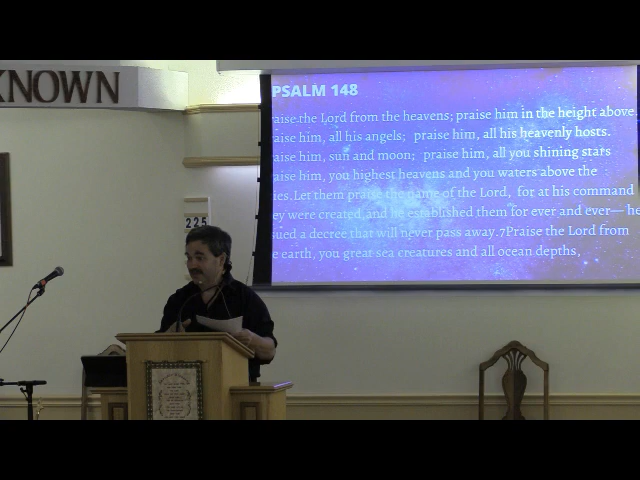 KNOWN
PSALM 148
aise the Lord from the heavens; praise him in the height above
aise him, all his angels; praise him, all his heavenly hosts.
aise him, sun and moon; praise him, all you shining stars
aise him, you highest heavens and you waters above the
ies.Let them praise the name of the Lord, for at his command
ey were created, and he established them for ever and ever— he
ued a decree that will never pass away.7Praise the Lord from
e earth, you great sea creatures and all ocean depths,
225